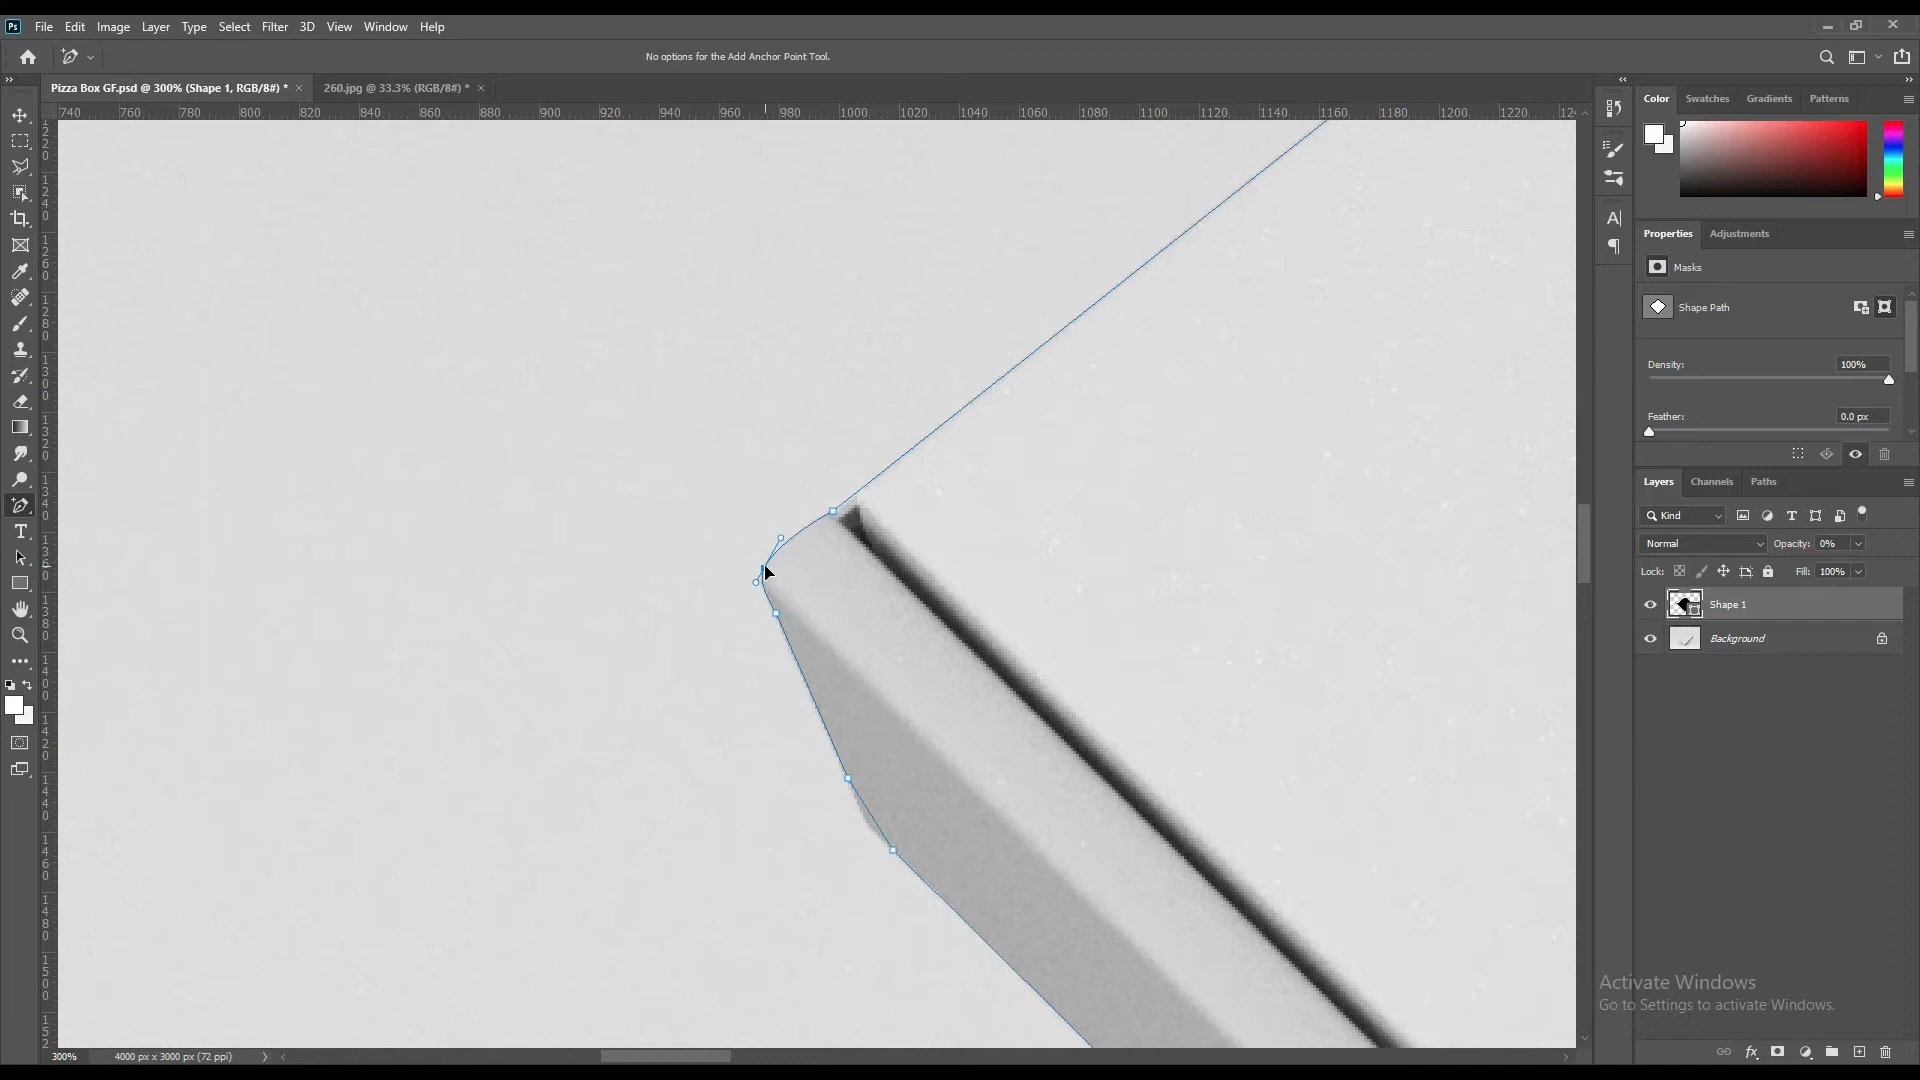 Ps File Edit Image Layer Type Select Filter 3D View Window Help
No options for the Add Anchor Point Tool.
Pizza Box GF.psd @ 300% (Shape 1, RGB/8#) * × 260.jpg @ 33.3% (RGB/8#) * ×
740 760 780 800 820 840 860 880 900 920 940 960 980 1000 1020 1040 1060 1080 1100 1120 1140 1160 1180 1200 1220
Color Swatches Gradients Patterns
Properties Adjustments
Masks
Shape Path
Density: 100%
Feather: 0.0 px
Layers Channels Paths
Kind
Normal Opacity: 0%
Lock: Fill: 100%
Shape 1
Background
Activate Windows
Go to Settings to activate Windows.
300% 4000 px x 3000 px (72 ppi)